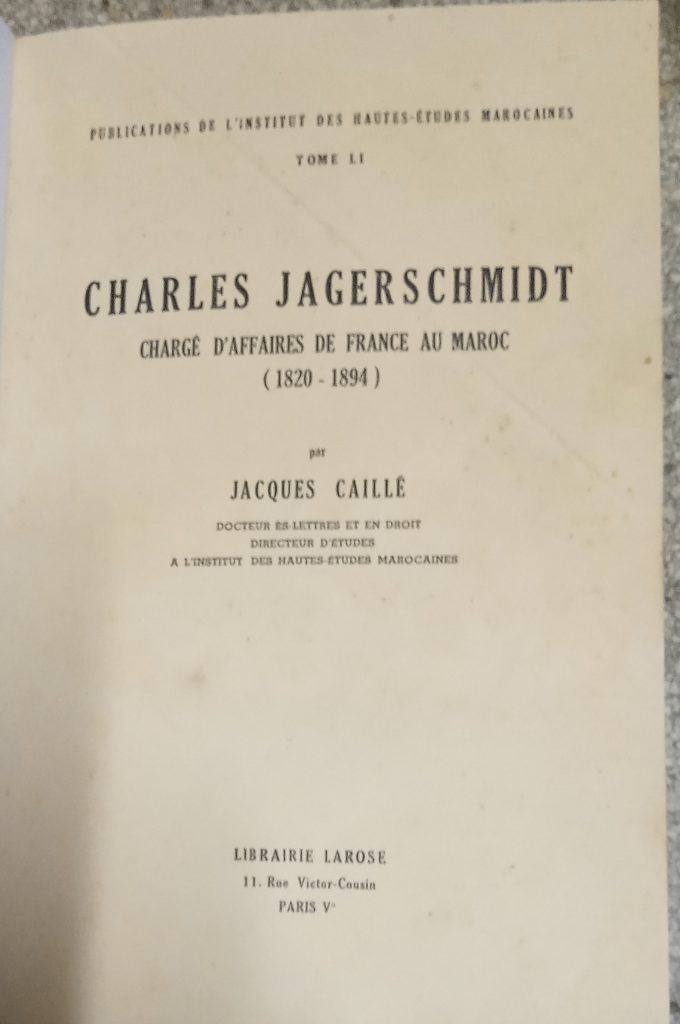 PUBLICATIONS DE L'INSTITUT DES HAUTES-ÉTUDES MAROCAINES
TOME LI
CHARLES JAGERSCHMIDT
CHARGÉ D'AFFAIRES DE FRANCE AU MAROC
( 1820 - 1894 )
par
JACQUES CAILLÉ
DOCTEUR ÈS-LETTRES ET EN DROIT
DIRECTEUR D'ÉTUDES
A L'INSTITUT DES HAUTES-ÉTUDES MAROCAINES
LIBRAIRIE LAROSE
11. Rue Victor-Cousin
PARIS Vᵉ